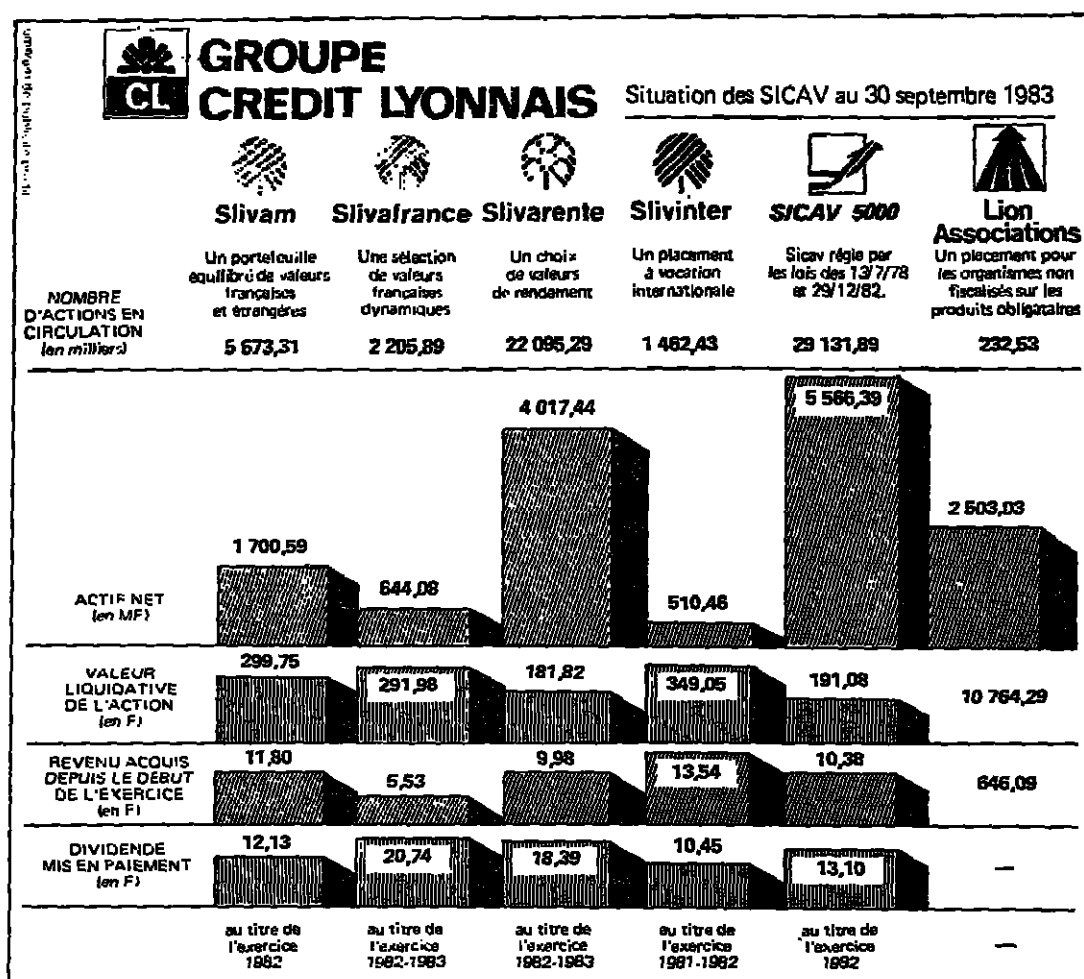 GROUPE
CREDIT LYONNAIS
CL
Situation des SICAV au 30 septembre 1983
Slivam
Un portefeuille
équilibré de valeurs
françaises
et étrangères
Slivafrance
Une sélection
de valeurs
françaises
dynamiques
Slivarente
Un choix
de valeurs
de rendement
Slivinter
Un placement
à vocation
internationale
SICAV 5000
Sicav régie par
les lois des 13/7/78
et 29/12/82.
Lion
Associations
Un placement pour
les organismes non
fiscalisés sur les
produits obligataires
NOMBRE
D'ACTIONS EN
CIRCULATION
(en milliers)
5 673,31 2 205,89 22 095,29 1 462,43 29 131,89 232,53
ACTIF NET
(en MF)
1 700,59 644,08 4 017,44 510,46 5 566,39 2 503,03
VALEUR
LIQUIDATIVE
DE L'ACTION
(en F)
299,75 291,98 181,82 349,05 191,08 10 764,29
REVENU ACQUIS
DEPUIS LE DÉBUT
DE L'EXERCICE
(en F)
11,80 5,53 9,98 13,54 10,38 646,09
DIVIDENDE
MIS EN PAIEMENT
(en F)
12,13 20,74 18,39 10,45 13,10 —
au titre de
l'exercice
1982
au titre de
l'exercice
1982-1983
au titre de
l'exercice
1982-1983
au titre de
l'exercice
1981-1982
au titre de
l'exercice
1982
—